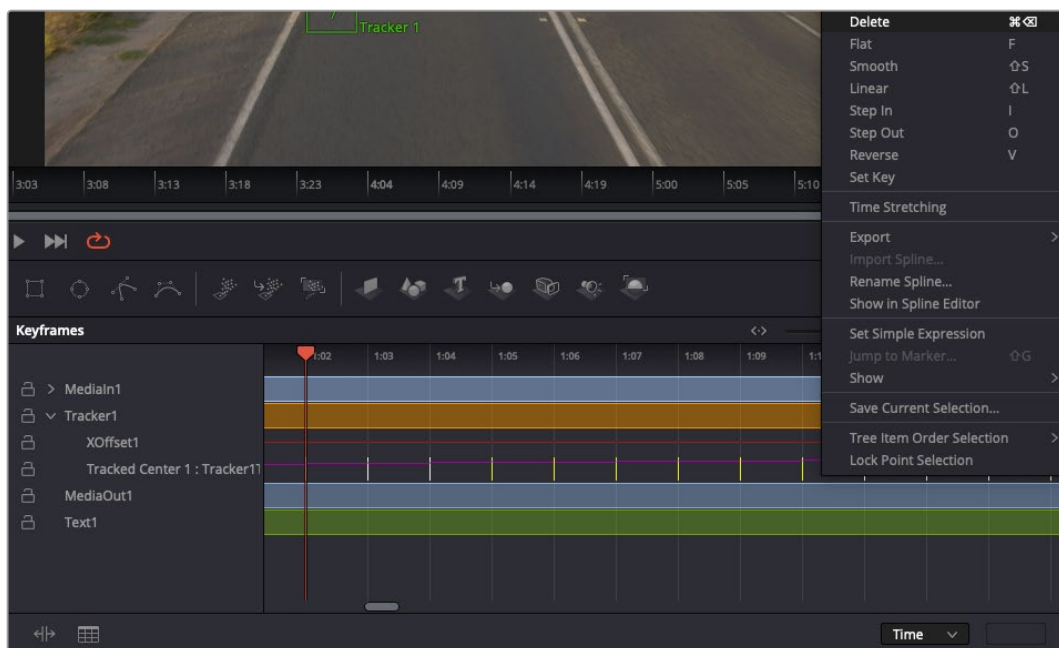 Tracker 1
Delete ⌘⌫
Flat F
Smooth ⇧S
Linear ⇧L
Step In I
Step Out O
Reverse V
Set Key
Time Stretching
Export >
Import Spline...
Rename Spline...
Show in Spline Editor
Set Simple Expression
Jump to Marker... ⇧G
Show >
Save Current Selection...
Tree Item Order Selection >
Lock Point Selection
3:03 3:08 3:13 3:18 3:23 4:04 4:09 4:14 4:19 5:00 5:05 5:10
Keyframes
1:02 1:03 1:04 1:05 1:06 1:07 1:08 1:09
MediaIn1
Tracker1
XOffset1
Tracked Center 1 : Tracker1
MediaOut1
Text1
Time